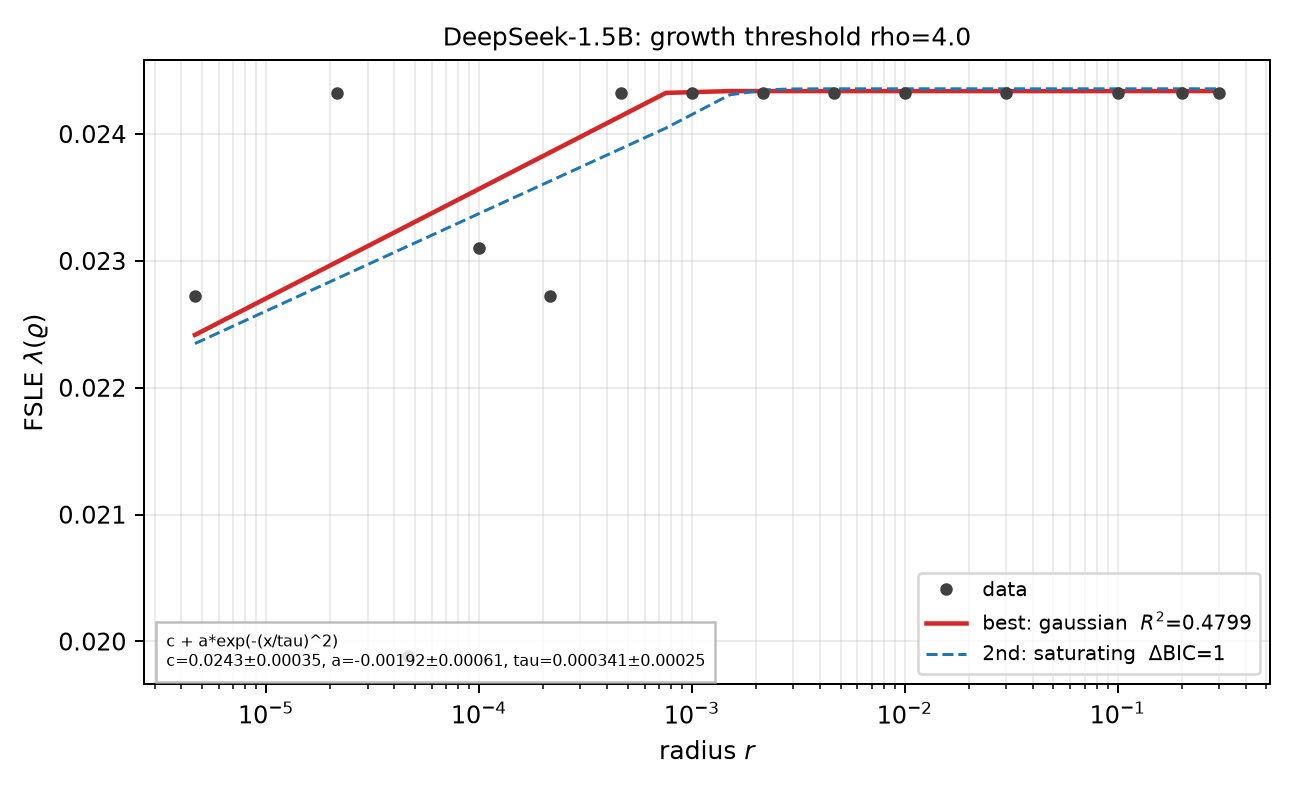 DeepSeek-1.5B: growth threshold rho=4.0
FSLE λ(ϱ)
0.024
0.023
0.022
0.021
0.020
data
best: gaussian R²=0.4799
2nd: saturating ΔBIC=1
c + a*exp(-(x/tau)^2)
c=0.0243±0.00035, a=-0.00192±0.00061, tau=0.000341±0.00025
10⁻⁵ 10⁻⁴ 10⁻³ 10⁻² 10⁻¹
radius r